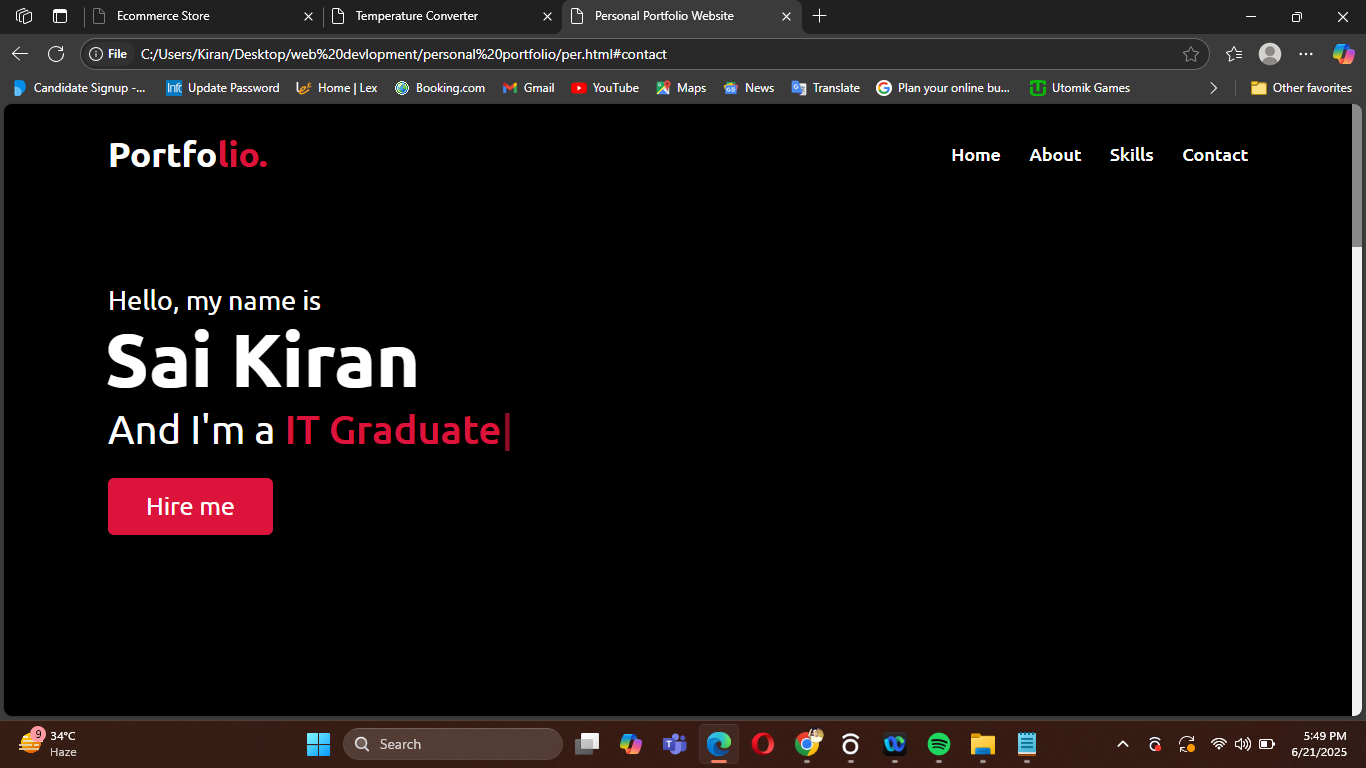 Ecommerce Store
Temperature Converter
Personal Portfolio Website
File C:/Users/Kiran/Desktop/web%20devlopment/personal%20portfolio/per.html#contact
Candidate Signup -... Update Password Home | Lex Booking.com Gmail YouTube Maps News Translate Plan your online bu... Utomik Games Other favorites
Portfolio. Home About Skills Contact
Hello, my name is
Sai Kiran
And I'm a IT Graduate|
Hire me
9 34°C
Haze
Search
5:49 PM
6/21/2025